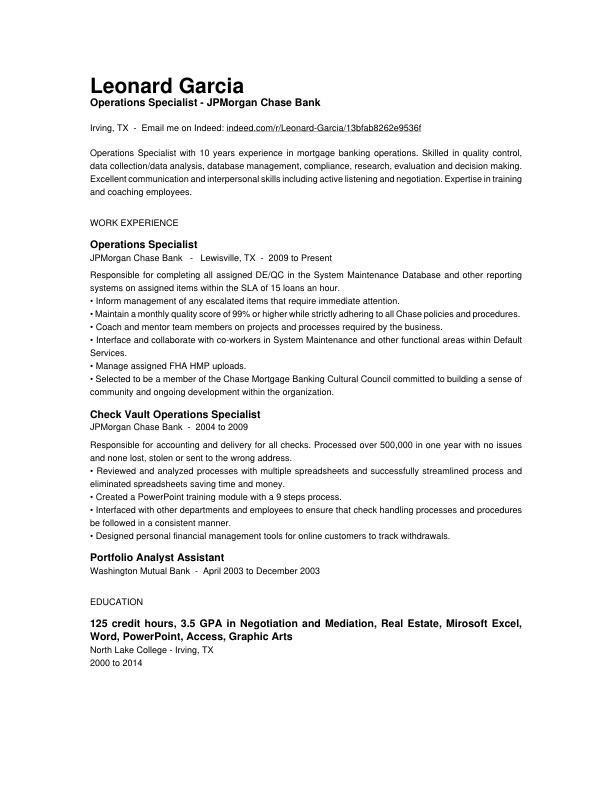 Leonard Garcia
Operations Specialist - JPMorgan Chase Bank
Irving, TX - Email me on Indeed: indeed.com/r/Leonard-Garcia/13bfab8262e9536f
Operations Specialist with 10 years experience in mortgage banking operations. Skilled in quality control,
data collection/data analysis, database management, compliance, research, evaluation and decision making.
Excellent communication and interpersonal skills including active listening and negotiation. Expertise in training
and coaching employees.
WORK EXPERIENCE
Operations Specialist
JPMorgan Chase Bank - Lewisville, TX - 2009 to Present
Responsible for completing all assigned DE/QC in the System Maintenance Database and other reporting
systems on assigned items within the SLA of 15 loans an hour.
• Inform management of any escalated items that require immediate attention.
• Maintain a monthly quality score of 99% or higher while strictly adhering to all Chase policies and procedures.
• Coach and mentor team members on projects and processes required by the business.
• Interface and collaborate with co-workers in System Maintenance and other functional areas within Default
Services.
• Manage assigned FHA HMP uploads.
• Selected to be a member of the Chase Mortgage Banking Cultural Council committed to building a sense of
community and ongoing development within the organization.
Check Vault Operations Specialist
JPMorgan Chase Bank - 2004 to 2009
Responsible for accounting and delivery for all checks. Processed over 500,000 in one year with no issues
and none lost, stolen or sent to the wrong address.
• Reviewed and analyzed processes with multiple spreadsheets and successfully streamlined process and
eliminated spreadsheets saving time and money.
• Created a PowerPoint training module with a 9 steps process.
• Interfaced with other departments and employees to ensure that check handling processes and procedures
be followed in a consistent manner.
• Designed personal financial management tools for online customers to track withdrawals.
Portfolio Analyst Assistant
Washington Mutual Bank - April 2003 to December 2003
EDUCATION
125 credit hours, 3.5 GPA in Negotiation and Mediation, Real Estate, Mirosoft Excel,
Word, PowerPoint, Access, Graphic Arts
North Lake College - Irving, TX
2000 to 2014